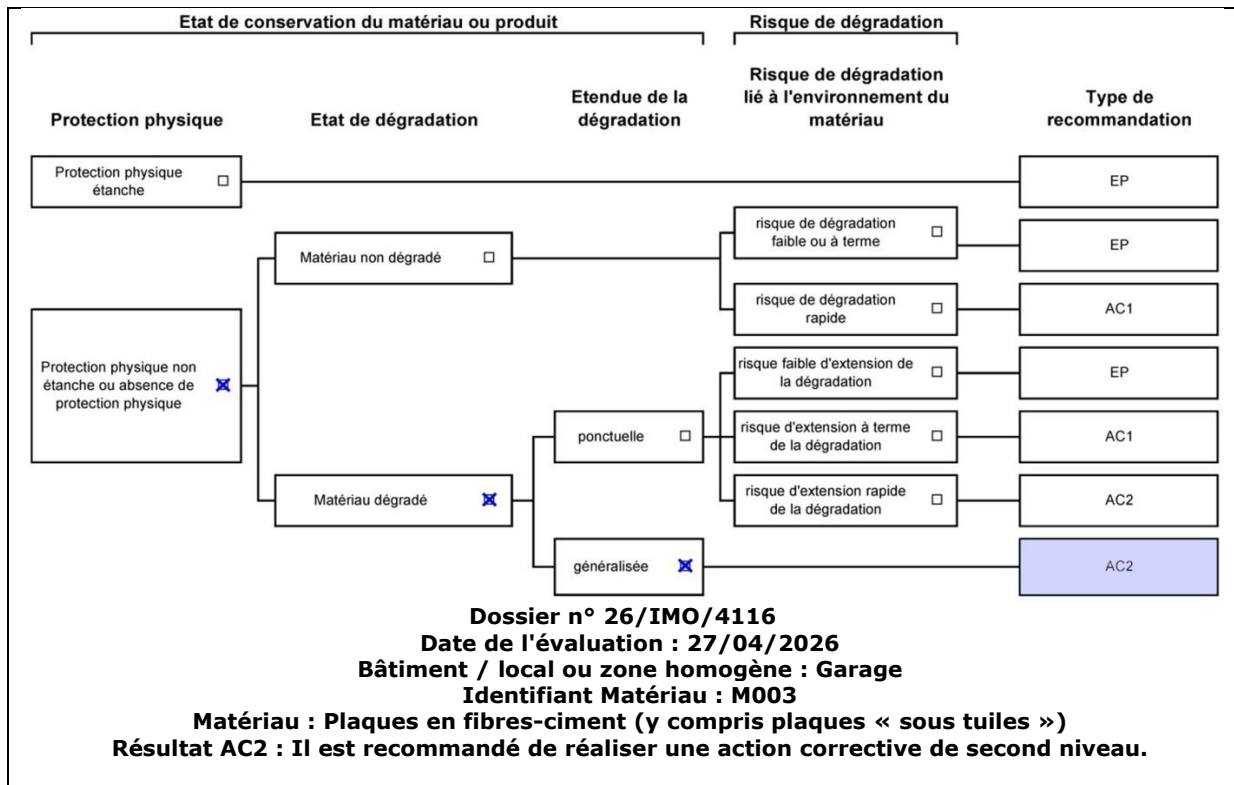 Etat de conservation du matériau ou produit
Risque de dégradation
Protection physique
Etat de dégradation
Etendue de la
dégradation
Risque de dégradation
lié à l'environnement du
matériau
Type de
recommandation
Protection physique
étanche
EP
Matériau non dégradé
risque de dégradation
faible ou à terme
EP
risque de dégradation
rapide
AC1
Protection physique non
étanche ou absence de
protection physique
risque faible d'extension de
la dégradation
EP
ponctuelle
risque d'extension à terme
de la dégradation
AC1
Matériau dégradé
risque d'extension rapide
de la dégradation
AC2
généralisée
AC2
Dossier n° 26/IMO/4116
Date de l'évaluation : 27/04/2026
Bâtiment / local ou zone homogène : Garage
Identifiant Matériau : M003
Matériau : Plaques en fibres-ciment (y compris plaques « sous tuiles »)
Résultat AC2 : Il est recommandé de réaliser une action corrective de second niveau.